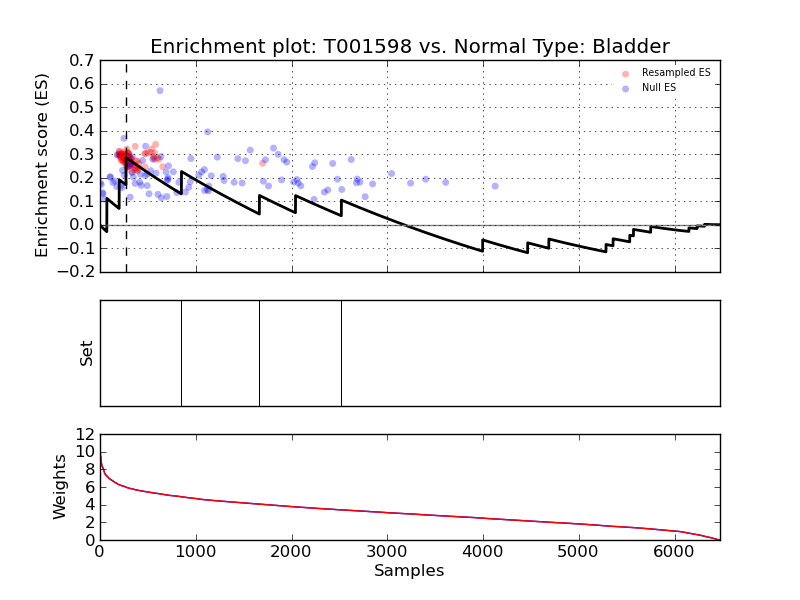 Enrichment plot: T001598 vs. Normal Type: Bladder
Enrichment score (ES)
0.7
0.6
0.5
0.4
0.3
0.2
0.1
0.0
−0.1
−0.2
Resampled ES
Null ES
Set
Weights
12
10
8
6
4
2
0
0 1000 2000 3000 4000 5000 6000
Samples